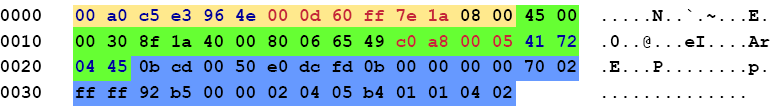 0000 00 a0 c5 e3 96 4e 00 0d 60 ff 7e 1a 08 00 45 00 .....N..`.~...E.
0010 00 30 8f 1a 40 00 80 06 65 49 c0 a8 00 05 41 72 .0..@...eI....Ar
0020 04 45 0b cd 00 50 e0 dc fd 0b 00 00 00 00 70 02 .E...P........p.
0030 ff ff 92 b5 00 00 02 04 05 b4 01 01 04 02 ..............